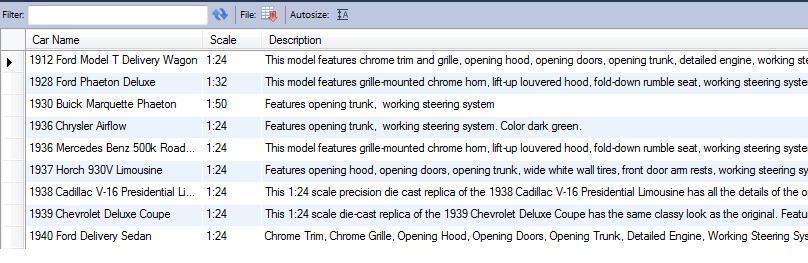 Filter: File: Autosize:
Car Name Scale Description
1912 Ford Model T Delivery Wagon 1:24 This model features chrome trim and grille, opening hood, opening doors, opening trunk, detailed engine, working ste
1928 Ford Phaeton Deluxe 1:32 This model features grille-mounted chrome horn, lift-up louvered hood, fold-down rumble seat, working steering syste
1930 Buick Marquette Phaeton 1:50 Features opening trunk, working steering system
1936 Chrysler Airflow 1:24 Features opening trunk, working steering system. Color dark green.
1936 Mercedes Benz 500k Road... 1:24 This model features grille-mounted chrome horn, lift-up louvered hood, fold-down rumble seat, working steering syste
1937 Horch 930V Limousine 1:24 Features opening hood, opening doors, opening trunk, wide white wall tires, front door arm rests, working steering sy
1938 Cadillac V-16 Presidential Li... 1:24 This 1:24 scale precision die cast replica of the 1938 Cadillac V-16 Presidential Limousine has all the details of the o
1939 Chevrolet Deluxe Coupe 1:24 This 1:24 scale die-cast replica of the 1939 Chevrolet Deluxe Coupe has the same classy look as the original. Featu
1940 Ford Delivery Sedan 1:24 Chrome Trim, Chrome Grille, Opening Hood, Opening Doors, Opening Trunk, Detailed Engine, Working Steering Sys